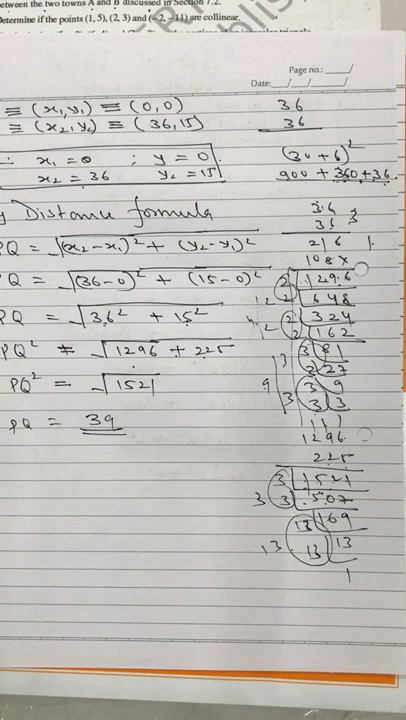 etween the two towns A and B discussed in Section 7.2.
Determine if the points (1, 5), (2, 3) and (– 2, – 11) are collinear.
Page no.: /
Date: / /
≡ (x₁,y₁) ≡ (0,0)
≡ (x₂,y₂) ≡ (36,15)
∴ x₁ = 0 ; y = 0
x₂ = 36 y₂ = 15
y Distance formula
PQ = √(x₂-x₁)² + (y₂-y₁)²
PQ = √(36-0)² + (15-0)²
PQ = √36² + 15²
PQ² = √1296 + 225
PQ² = √1521
PQ = 39
36
36
(30+6)²
900 + 360 + 36
36
36
216
108x
2 1296
2 648
2 324
2 162
3 81
3 27
3 9
3 3
1
1296
225
3 1521
3 507
13 169
13 13
1